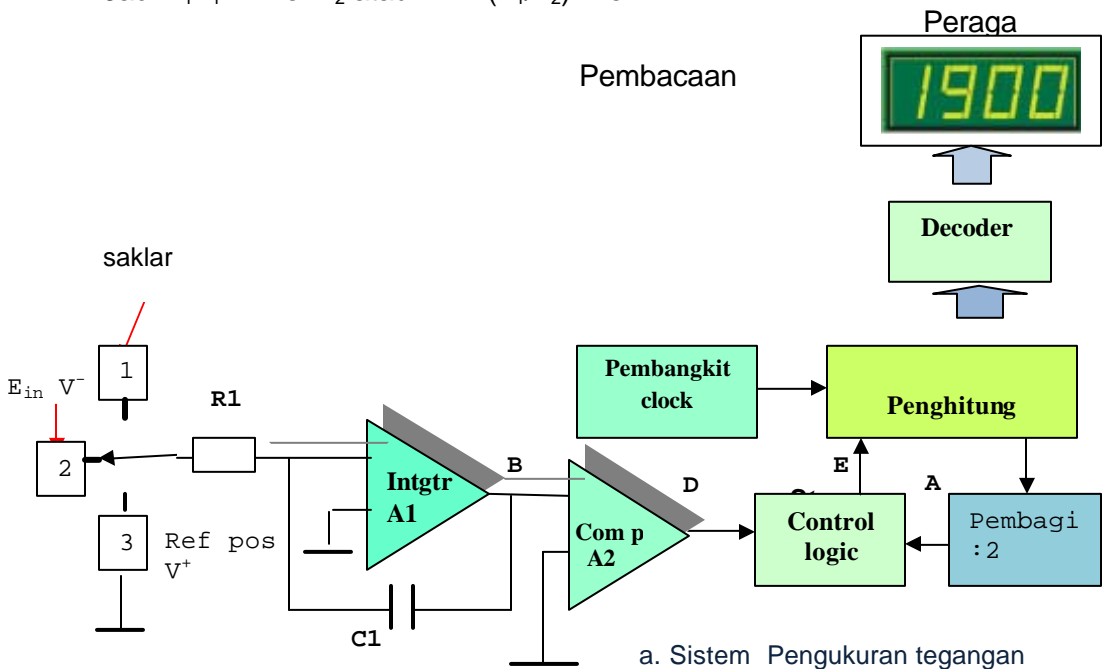 Peraga
Pembacaan
1900
Decoder
saklar
1
E_in V^-
R1
2
3
Ref pos
V^+
Intgtr
A1
B
C1
Com p
A2
D
Pembangkit
clock
Penghitung
E
A
Control
logic
Pembagi
:2
a. Sistem Pengukuran tegangan